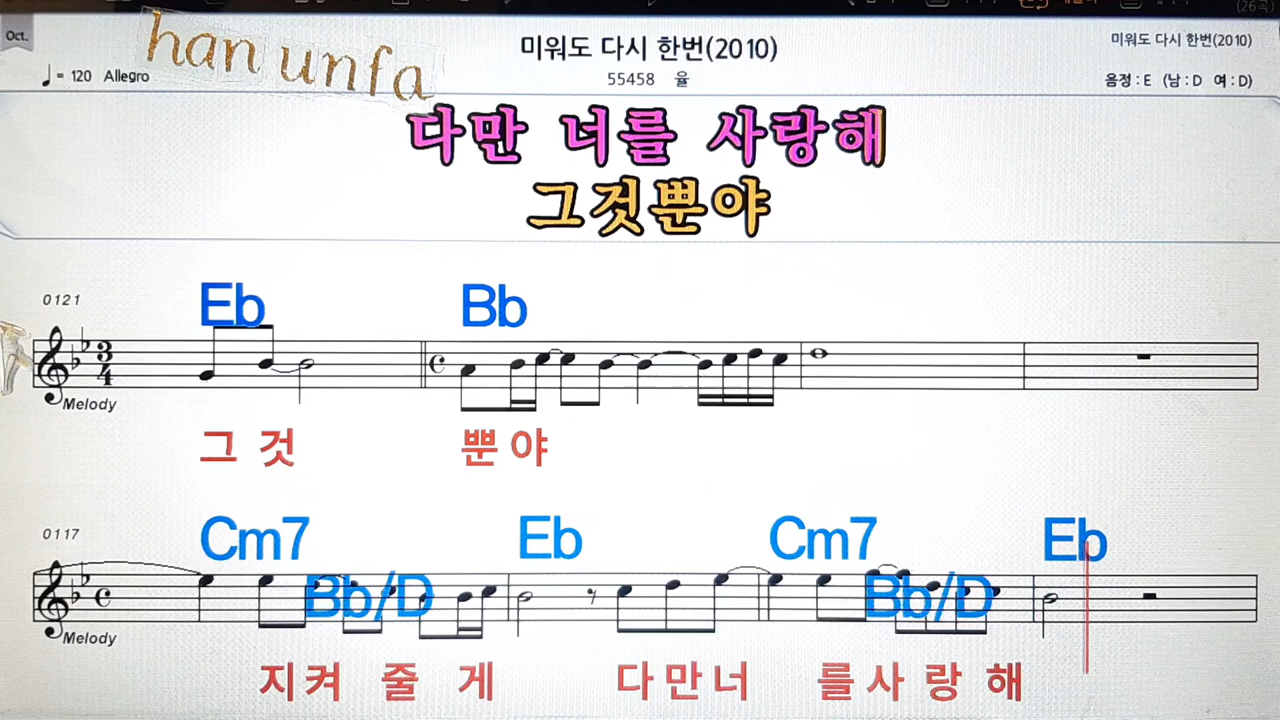 Oct.
han unfa
미워도 다시 한번(2010)
미워도 다시 한번(2010)
♩ = 120 Allegro
55458 율
음정 : E (남 : D 여 : D)
다만 너를 사랑해
그것뿐야
0121
Eb Bb
3/4
Melody
그 것 뿐 야
0117
Cm7 Eb Cm7 Eb
Bb/D Bb/D
Melody
지켜 줄 게 다만너 를사 랑 해